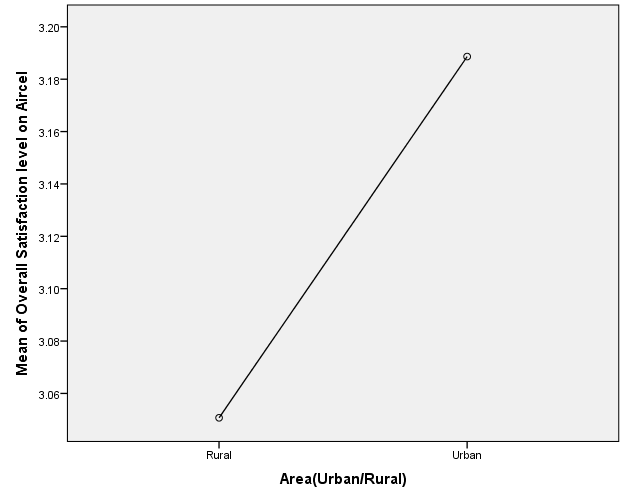 Mean of Overall Satisfaction level on Aircel
3.20
3.18
3.16
3.14
3.12
3.10
3.08
3.06
Rural
Urban
Area(Urban/Rural)